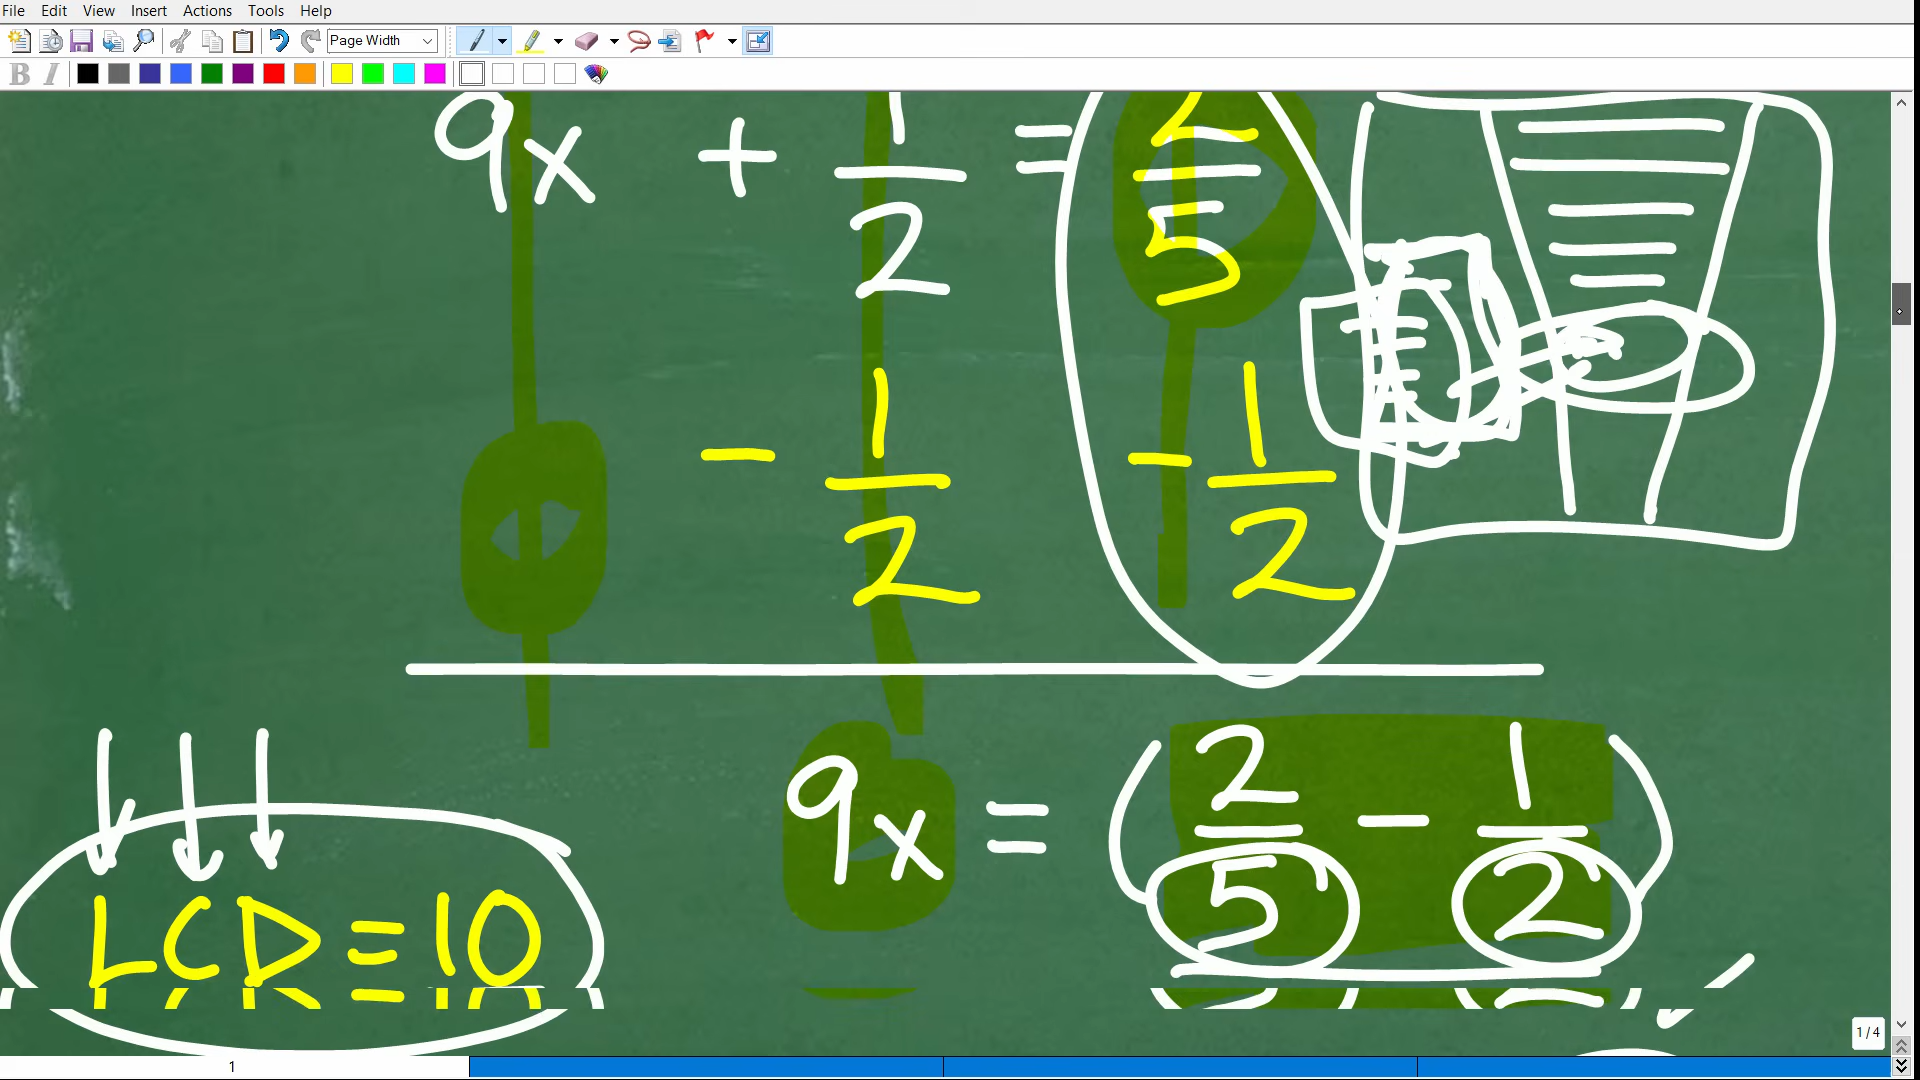 File Edit View Insert Actions Tools Help
Page Width
B I
9x + 1/2 = 2/5
- 1/2 - 1/2
9x = (2/5 - 1/2)
LCD = 10
1 / 4
1